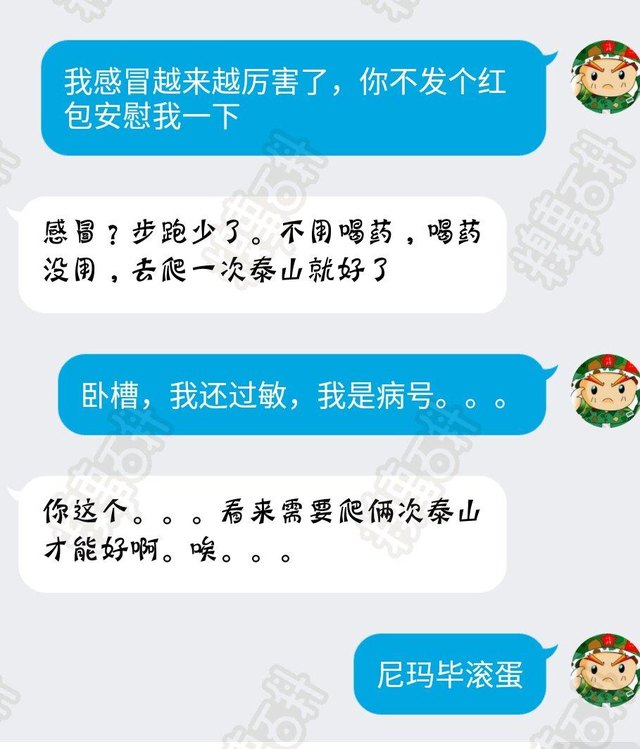 我感冒越来越厉害了，你不发个红
包安慰我一下
感冒？步跑少了。不用喝药，喝药
没用，去爬一次泰山就好了
卧槽，我还过敏，我是病号。。。
你这个。。。看来需要爬俩次泰山
才能好啊。唉。。。
尼玛毕滚蛋